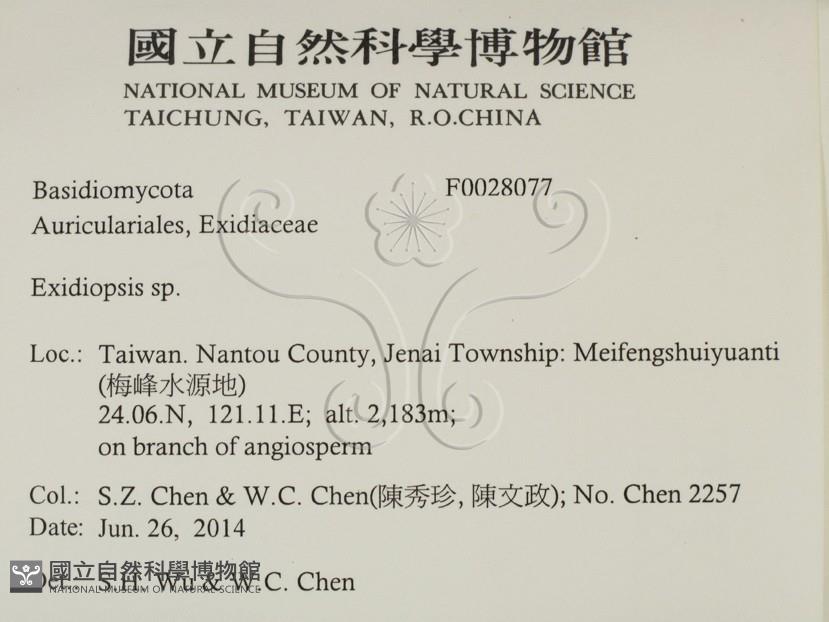 國立自然科學博物館
NATIONAL MUSEUM OF NATURAL SCIENCE
TAICHUNG, TAIWAN, R.O.CHINA
Basidiomycota F0028077
Auriculariales, Exidiaceae
Exidiopsis sp.
Loc.: Taiwan. Nantou County, Jenai Township: Meifengshuiyuanti
(梅峰水源地)
24.06.N, 121.11.E; alt. 2,183m;
on branch of angiosperm
Col.: S.Z. Chen & W.C. Chen(陳秀珍, 陳文政); No. Chen 2257
Date: Jun. 26, 2014
Det.: S.H. Wu & W.C. Chen
國立自然科學博物館
NATIONAL MUSEUM OF NATURAL SCIENCE